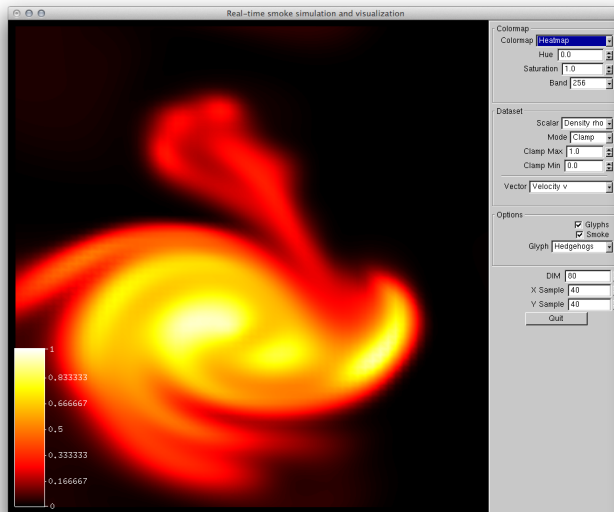 Real-time smoke simulation and visualization
Colormap
Colormap Heatmap
Hue 0.0
Saturation 1.0
Band 256
Dataset
Scalar Density rho
Mode Clamp
Clamp Max 1.0
Clamp Min 0.0
Vector Velocity v
Options
Glyphs
Smoke
Glyph Hedgehogs
DIM 80
X Sample 40
Y Sample 40
Quit
1
0.833333
0.666667
0.5
0.333333
0.166667
0